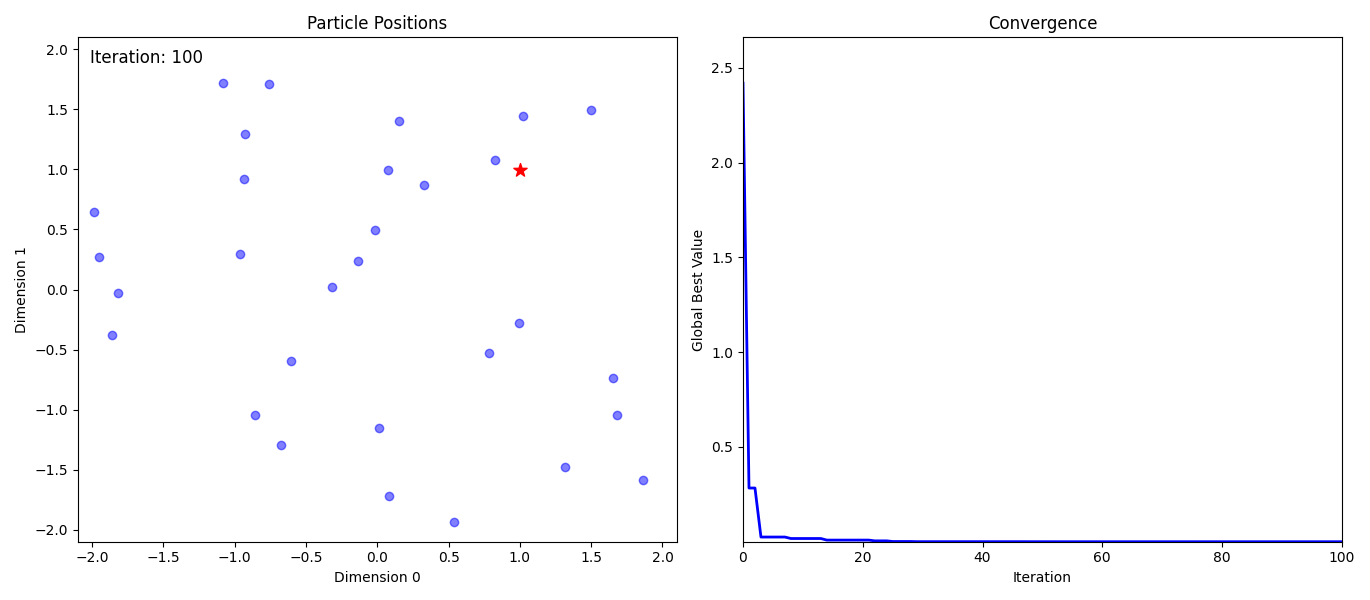 Particle Positions
Iteration: 100
2.0
1.5
1.0
0.5
0.0
−0.5
−1.0
−1.5
−2.0
Dimension 1
−2.0 −1.5 −1.0 −0.5 0.0 0.5 1.0 1.5 2.0
Dimension 0
Convergence
2.5
2.0
1.5
1.0
0.5
Global Best Value
0 20 40 60 80 100
Iteration